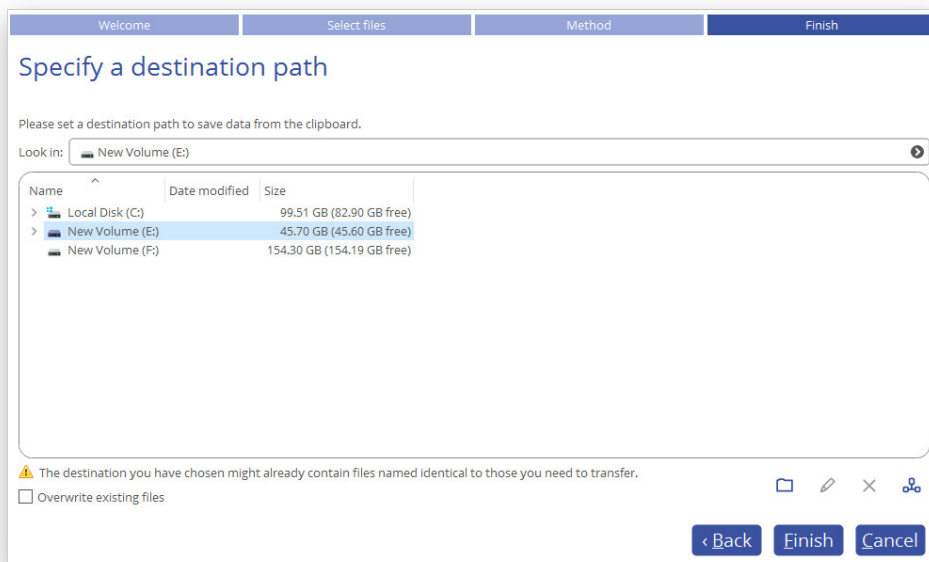 Welcome Select files Method Finish
Specify a destination path
Please set a destination path to save data from the clipboard.
Look in: New Volume (E:)
Name Date modified Size
Local Disk (C:) 99.51 GB (82.90 GB free)
New Volume (E:) 45.70 GB (45.60 GB free)
New Volume (F:) 154.30 GB (154.19 GB free)
The destination you have chosen might already contain files named identical to those you need to transfer.
Overwrite existing files
‹ Back Finish Cancel